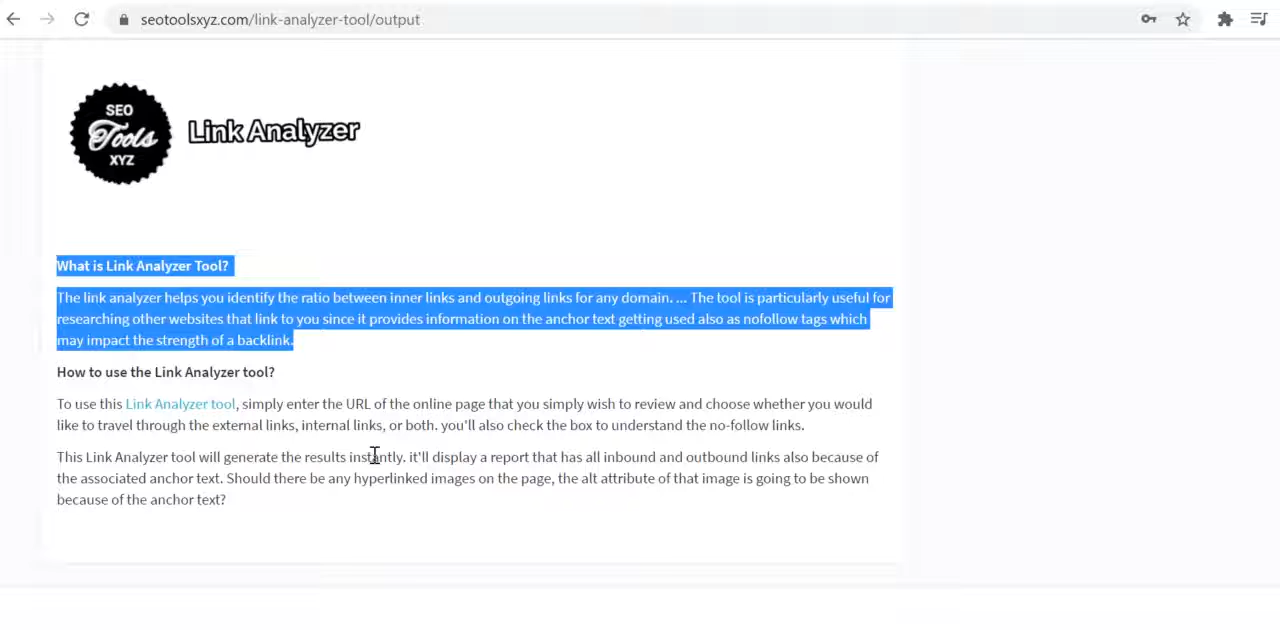 seotoolsxyz.com/link-analyzer-tool/output
SEO
Tools
XYZ
Link Analyzer
What is Link Analyzer Tool?
The link analyzer helps you identify the ratio between inner links and outgoing links for any domain. ... The tool is particularly useful for
researching other websites that link to you since it provides information on the anchor text getting used also as nofollow tags which
may impact the strength of a backlink.
How to use the Link Analyzer tool?
To use this Link Analyzer tool, simply enter the URL of the online page that you simply wish to review and choose whether you would
like to travel through the external links, internal links, or both. you'll also check the box to understand the no-follow links.
This Link Analyzer tool will generate the results instantly. it'll display a report that has all inbound and outbound links also because of
the associated anchor text. Should there be any hyperlinked images on the page, the alt attribute of that image is going to be shown
because of the anchor text?